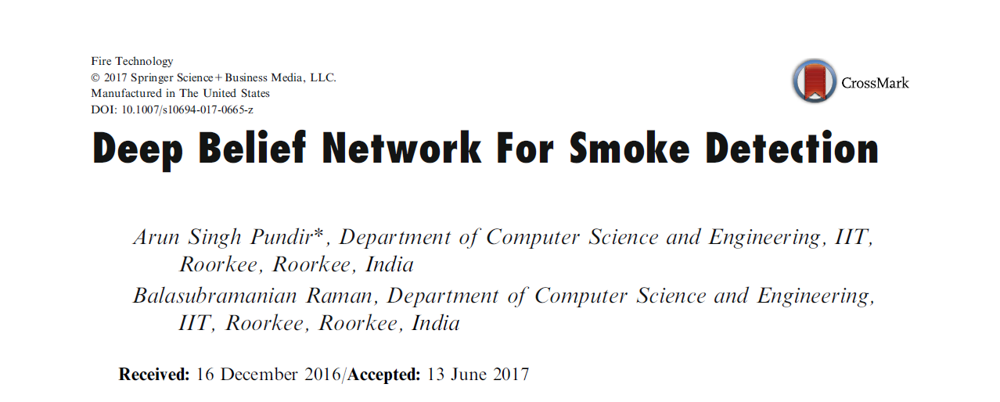 Fire Technology
© 2017 Springer Science+Business Media, LLC.
Manufactured in The United States
DOI: 10.1007/s10694-017-0665-z
CrossMark
Deep Belief Network For Smoke Detection
Arun Singh Pundir*, Department of Computer Science and Engineering, IIT,
Roorkee, Roorkee, India
Balasubramanian Raman, Department of Computer Science and Engineering,
IIT, Roorkee, Roorkee, India
Received: 16 December 2016/Accepted: 13 June 2017